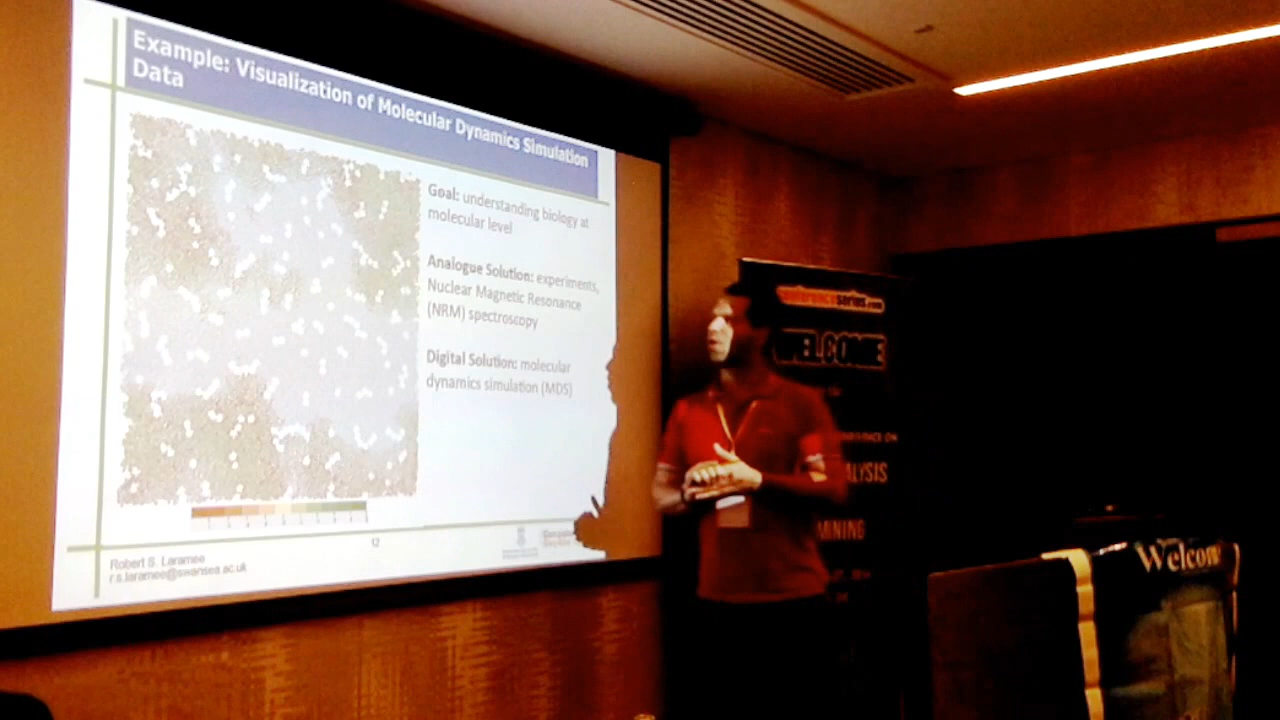 Example: Visualization of Molecular Dynamics Simulation
Data
Goal: understanding biology at
molecular level
Analogue Solution: experiments,
Nuclear Magnetic Resonance
(NRM) spectroscopy
Digital Solution: molecular
dynamics simulation (MDS)
12
Robert S. Laramee
r.s.laramee@swansea.ac.uk
conferenceseries.com
WELCOME
ALYSIS
MINING
Welcom